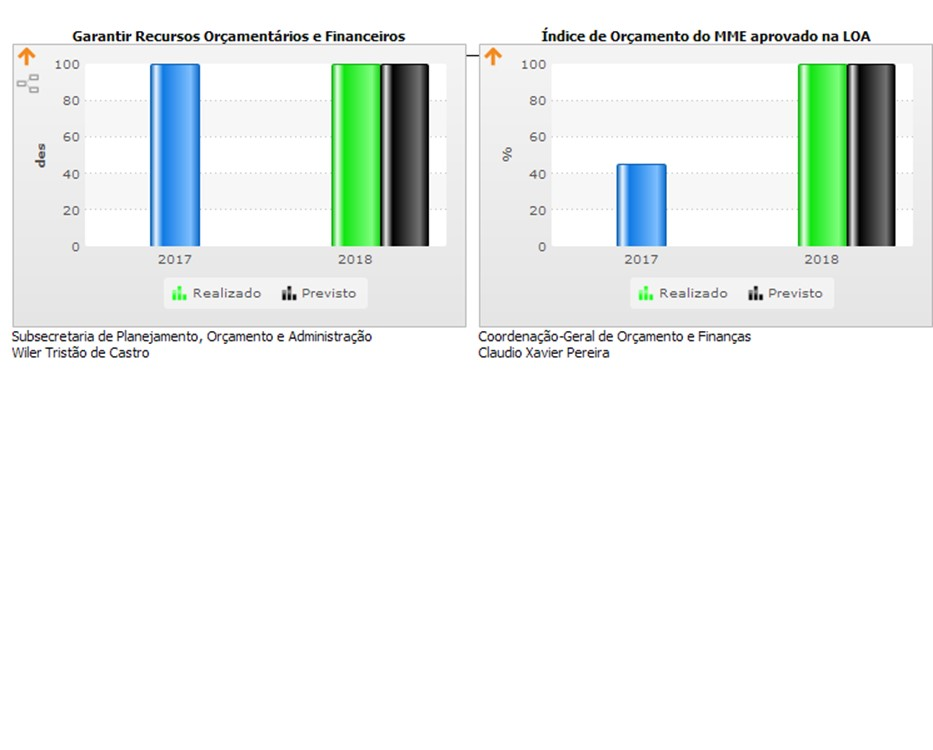 Garantir Recursos Orçamentários e Financeiros
100
80
60
40
20
0
des
2017 2018
Realizado Previsto
Subsecretaria de Planejamento, Orçamento e Administração
Wiler Tristão de Castro
Índice de Orçamento do MME aprovado na LOA
100
80
60
40
20
0
%
2017 2018
Realizado Previsto
Coordenação-Geral de Orçamento e Finanças
Claudio Xavier Pereira